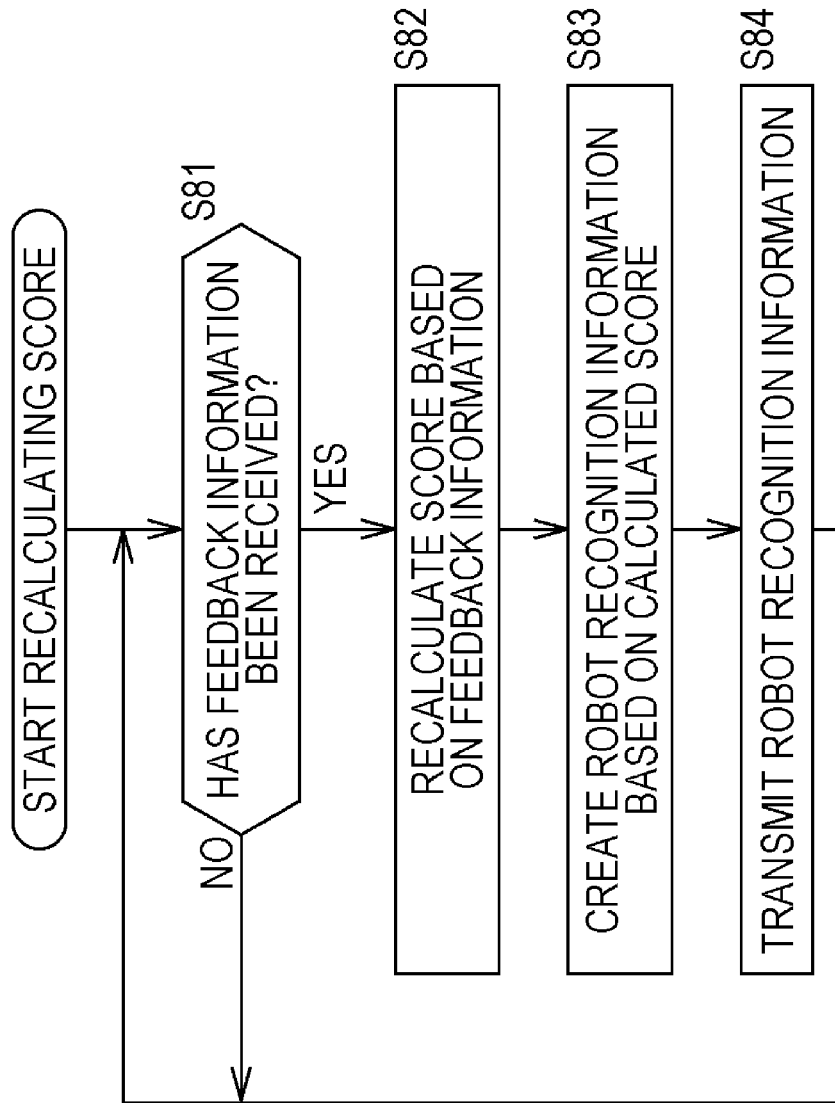 START RECALCULATING SCORE
S81
HAS FEEDBACK INFORMATION
BEEN RECEIVED?
NO
YES
S82
RECALCULATE SCORE BASED
ON FEEDBACK INFORMATION
S83
CREATE ROBOT RECOGNITION INFORMATION
BASED ON CALCULATED SCORE
S84
TRANSMIT ROBOT RECOGNITION INFORMATION